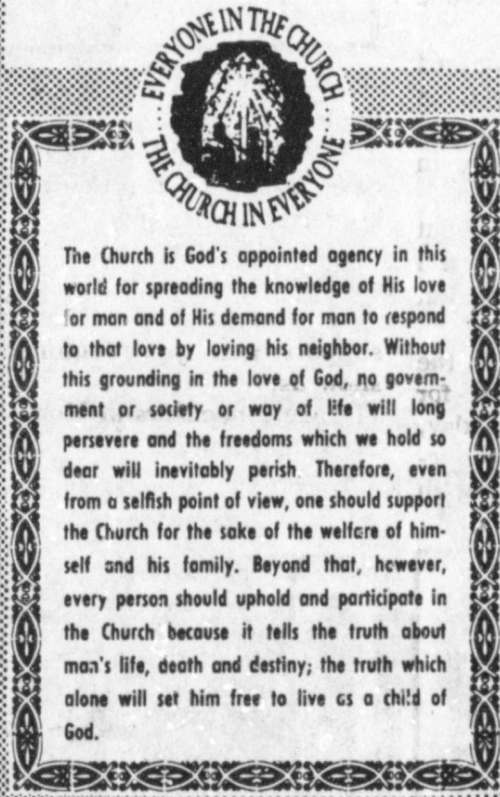 EVERYONE IN THE CHURCH
THE CHURCH IN EVERYONE
The Church is God's appointed agency in this
world for spreading the knowledge of His love
for man and of His demand for man to respond
to that love by loving his neighbor. Without
this grounding in the love of God, no govern-
ment or society or way of life will long
persevere and the freedoms which we hold so
dear will inevitably perish. Therefore, even
from a selfish point of view, one should support
the Church for the sake of the welfare of him-
self and his family. Beyond that, however,
every person should uphold and participate in
the Church because it tells the truth about
man's life, death and destiny; the truth which
alone will set him free to live as a child of
God.